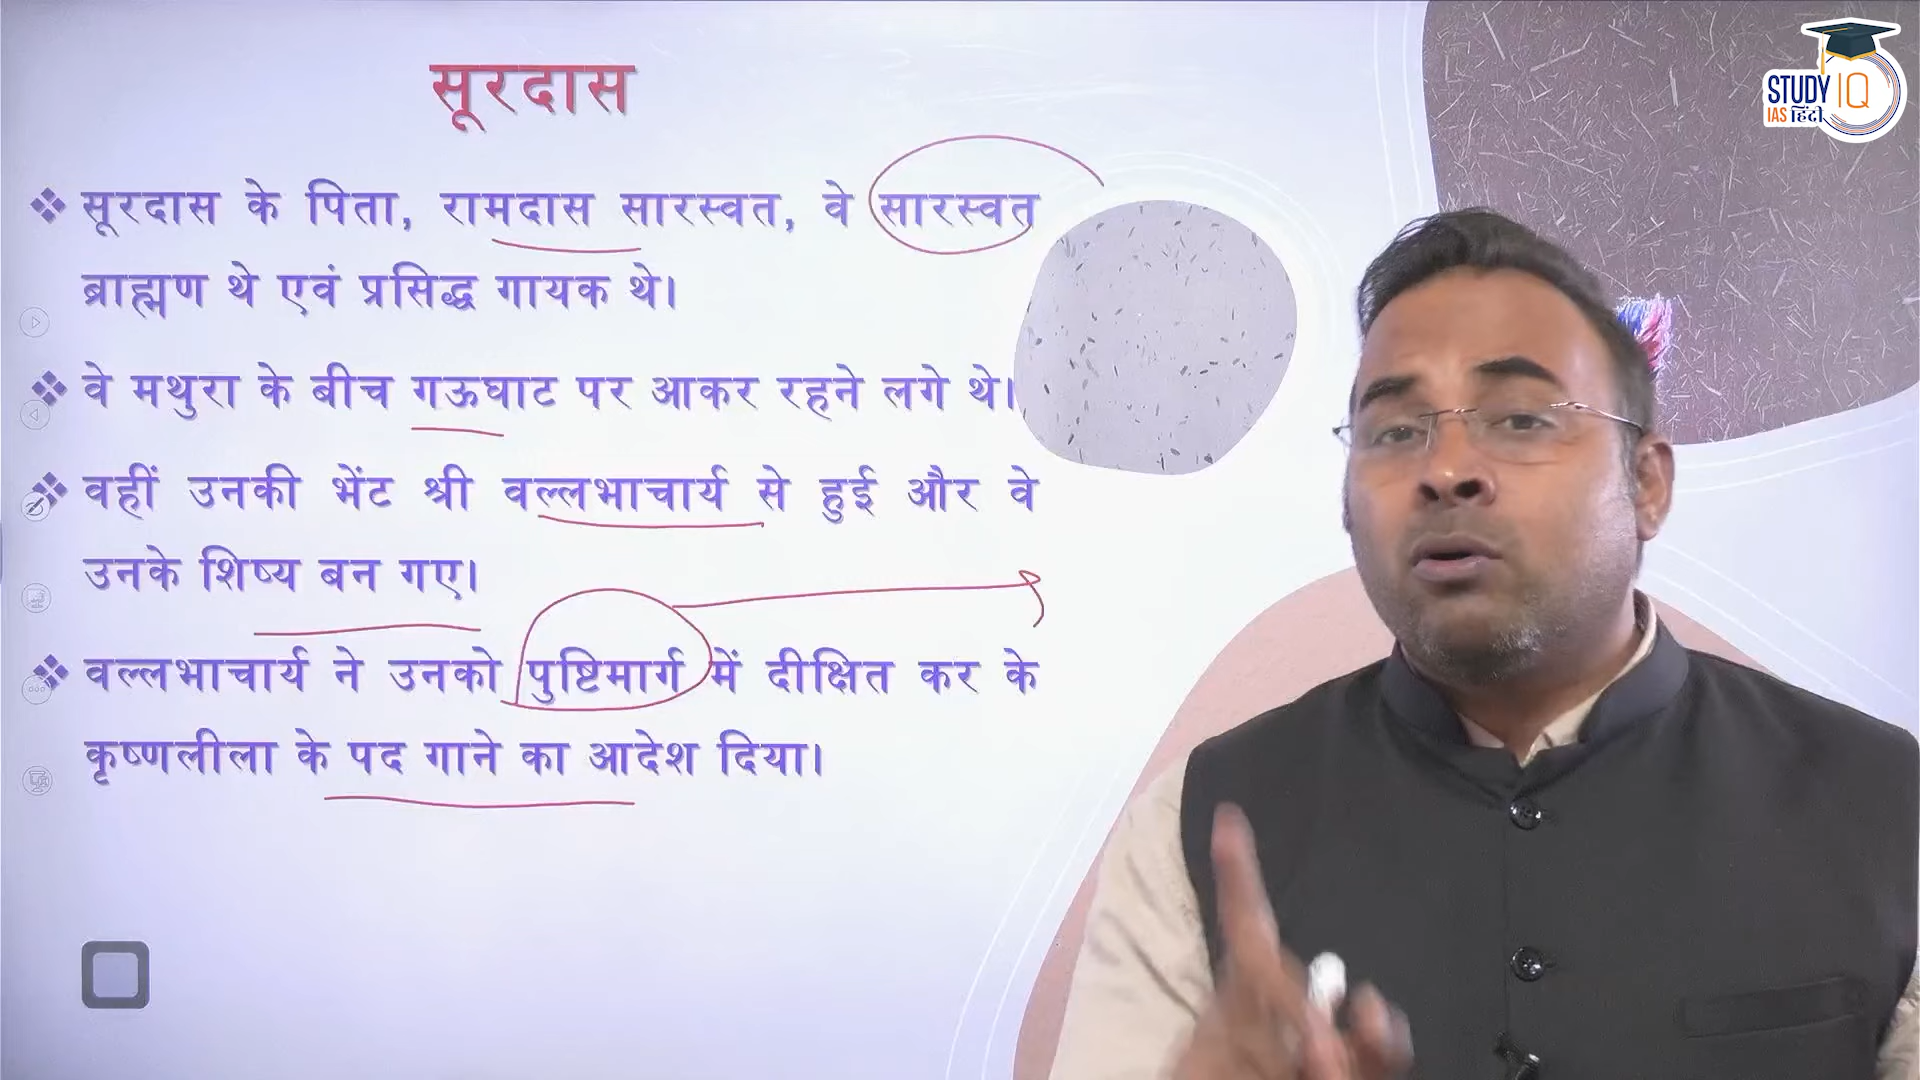 STUDY IQ
IAS हिंदी
सूरदास
सूरदास के पिता, रामदास सारस्वत, वे सारस्वत
ब्राह्मण थे एवं प्रसिद्ध गायक थे।
वे मथुरा के बीच गऊघाट पर आकर रहने लगे थे।
वहीं उनकी भेंट श्री वल्लभाचार्य से हुई और वे
उनके शिष्य बन गए।
वल्लभाचार्य ने उनको पुष्टिमार्ग में दीक्षित कर के
कृष्णलीला के पद गाने का आदेश दिया।